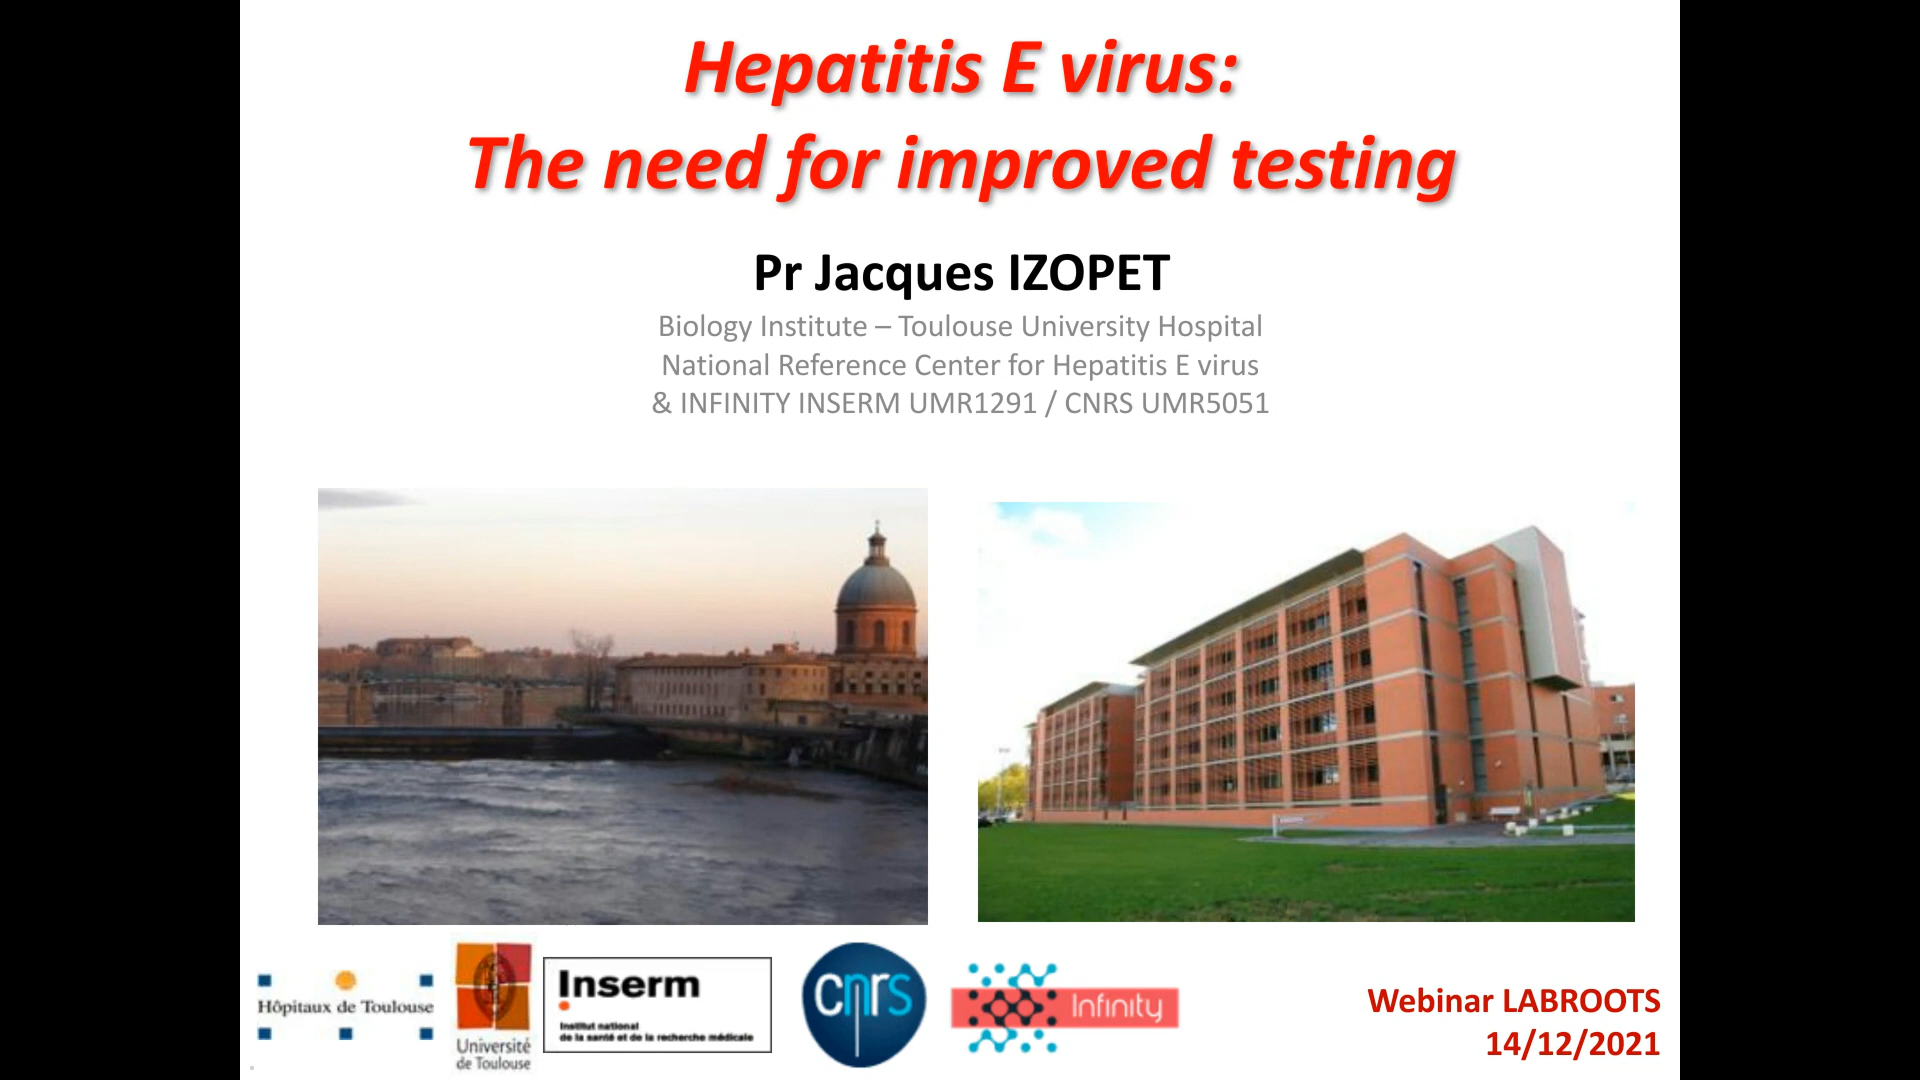 Hepatitis E virus:
The need for improved testing
Pr Jacques IZOPET
Biology Institute – Toulouse University Hospital
National Reference Center for Hepatitis E virus
& INFINITY INSERM UMR1291 / CNRS UMR5051
Hôpitaux de Toulouse
Université
de Toulouse
Inserm
Institut national
de la santé et de la recherche médicale
cnrs
Infinity
Webinar LABROOTS
14/12/2021